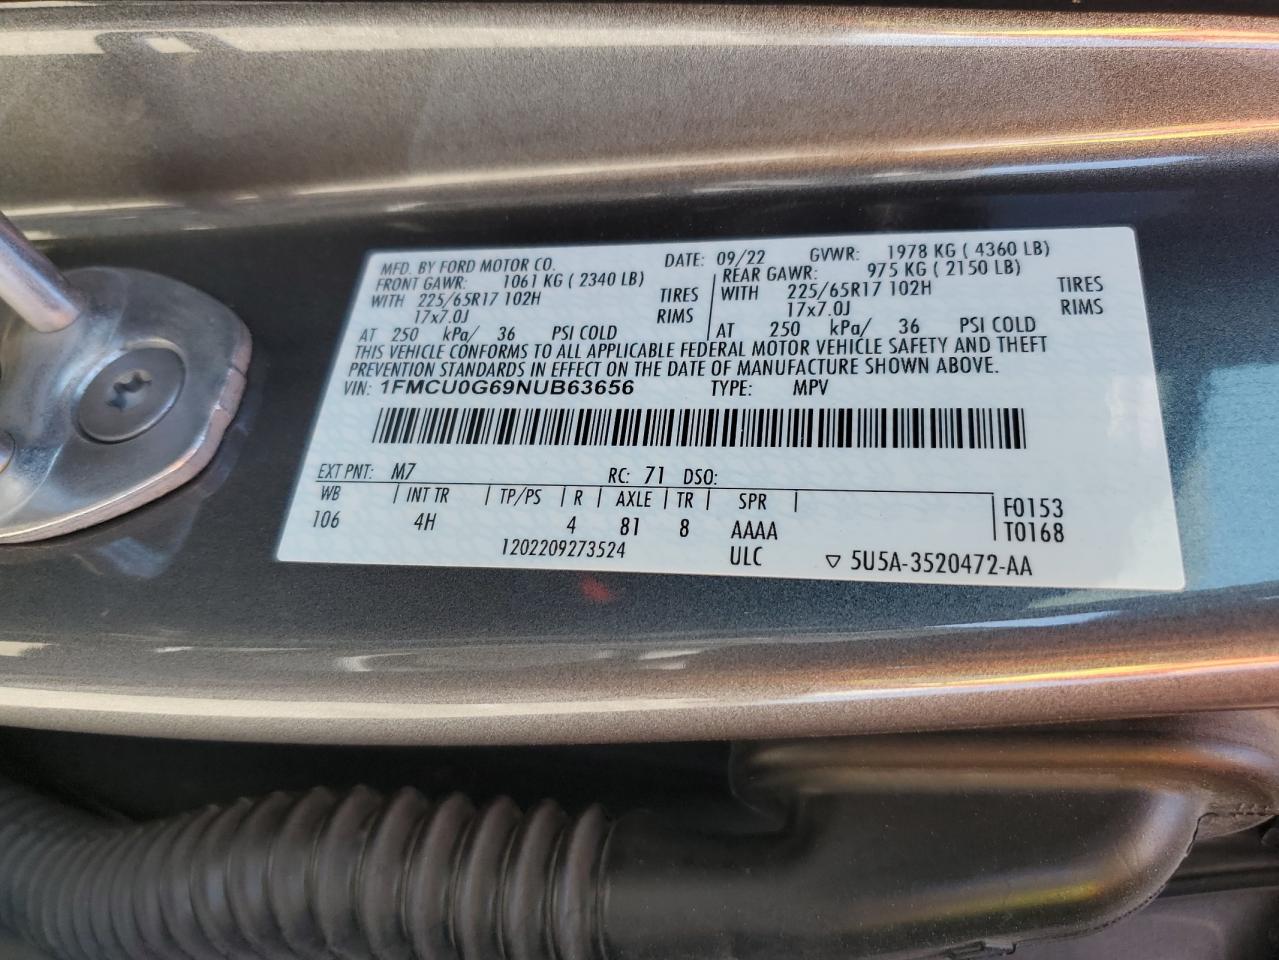 MFD. BY FORD MOTOR CO. DATE: 09/22 GVWR: 1978 KG ( 4360 LB)
FRONT GAWR: 1061 KG ( 2340 LB) REAR GAWR: 975 KG ( 2150 LB)
WITH 225/65R17 102H TIRES WITH 225/65R17 102H TIRES
17x7.0J RIMS 17x7.0J RIMS
AT 250 kPa/ 36 PSI COLD AT 250 kPa/ 36 PSI COLD
THIS VEHICLE CONFORMS TO ALL APPLICABLE FEDERAL MOTOR VEHICLE SAFETY AND THEFT
PREVENTION STANDARDS IN EFFECT ON THE DATE OF MANUFACTURE SHOWN ABOVE.
VIN: 1FMCU0G69NUB63656 TYPE: MPV
EXT PNT: M7 RC: 71 DSO:
WB INT TR TP/PS R AXLE TR SPR F0153
106 4H 4 81 8 AAAA T0168
1202209273524 ULC ▽ 5U5A-3520472-AA